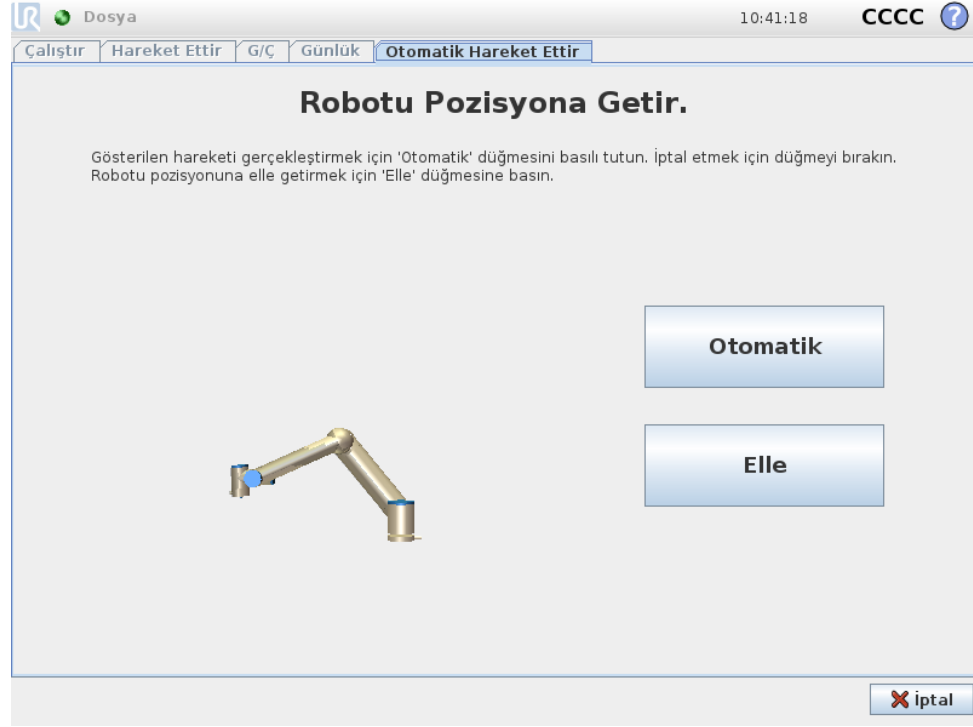 UR Dosya 10:41:18 CCCC ?
Çalıştır Hareket Ettir G/Ç Günlük Otomatik Hareket Ettir
Robotu Pozisyona Getir.
Gösterilen hareketi gerçekleştirmek için 'Otomatik' düğmesini basılı tutun. İptal etmek için düğmeyi bırakın.
Robotu pozisyonuna elle getirmek için 'Elle' düğmesine basın.
Otomatik
Elle
İptal